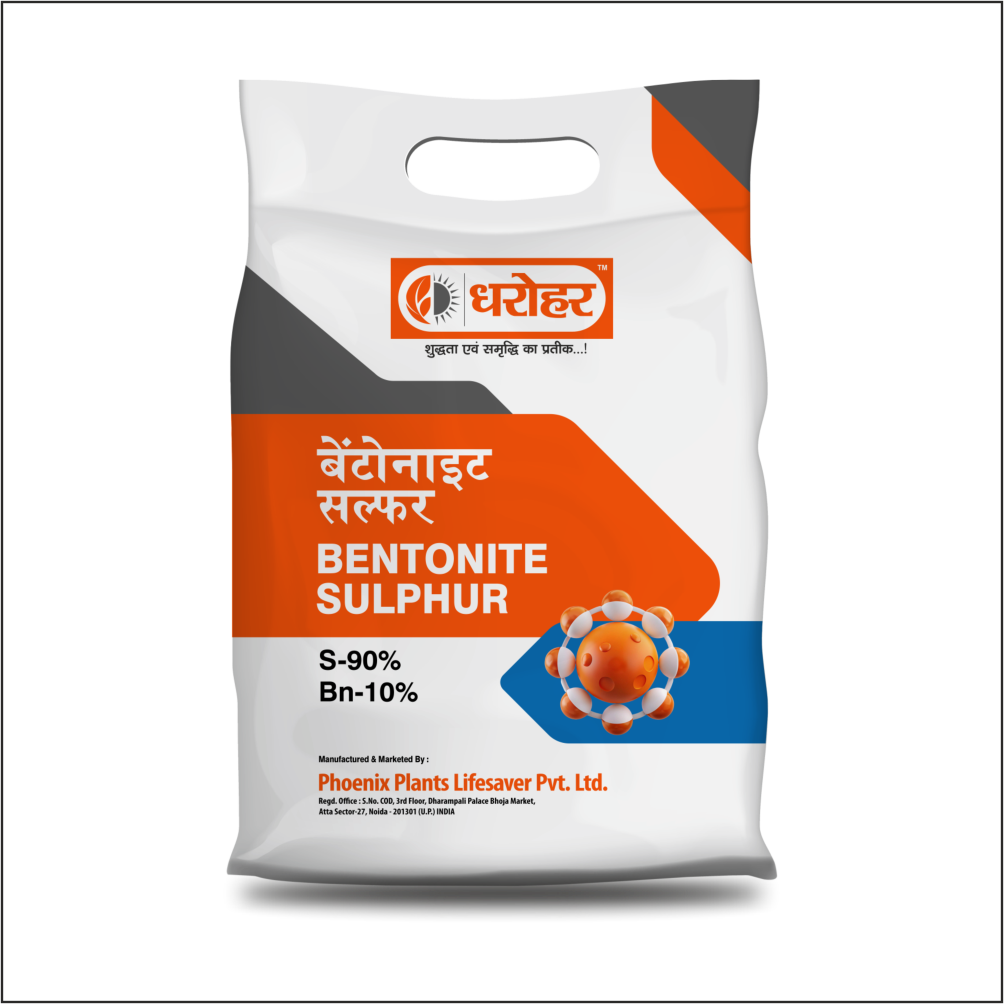 धरोहर TM
शुद्धता एवं समृद्धि का प्रतीक...!
बेंटोनाइट
सल्फर
BENTONITE
SULPHUR
S-90%
Bn-10%
Manufactured & Marketed By :
Phoenix Plants Lifesaver Pvt. Ltd.
Regd. Office : S.No. COD, 3rd Floor, Dharampali Palace Bhoja Market,
Atta Sector-27, Noida - 201301 (U.P.) INDIA